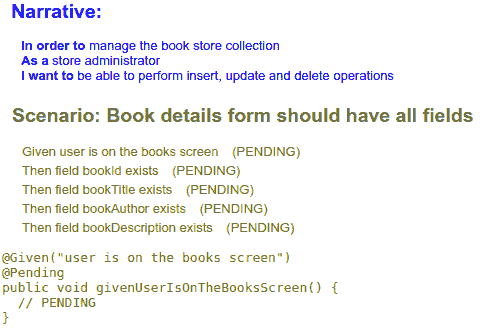 Narrative:
In order to manage the book store collection
As a store administrator
I want to be able to perform insert, update and delete operations
Scenario: Book details form should have all fields
Given user is on the books screen (PENDING)
Then field bookId exists (PENDING)
Then field bookTitle exists (PENDING)
Then field bookAuthor exists (PENDING)
Then field bookDescription exists (PENDING)
@Given("user is on the books screen")
@Pending
public void givenUserIsOnTheBooksScreen() {
  // PENDING
}